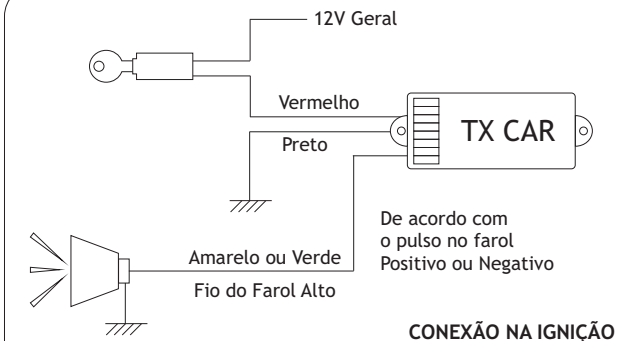 12V Geral
Vermelho
TX CAR
Preto
De acordo com
o pulso no farol
Positivo ou Negativo
Amarelo ou Verde
Fio do Farol Alto
CONEXÃO NA IGNIÇÃO